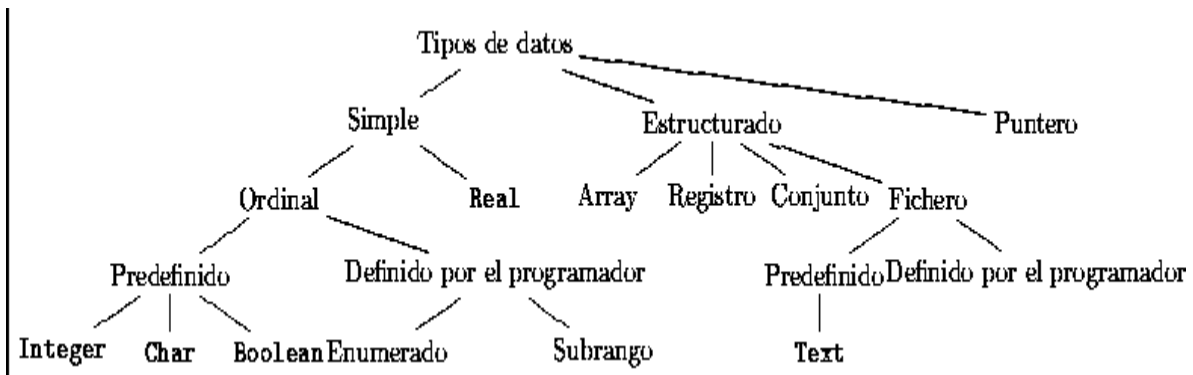 Tipos de datos
Simple Estructurado Puntero
Ordinal Real Array Registro Conjunto Fichero
Predefinido Definido por el programador Predefinido Definido por el programador
Integer Char Boolean Enumerado Subrango Text